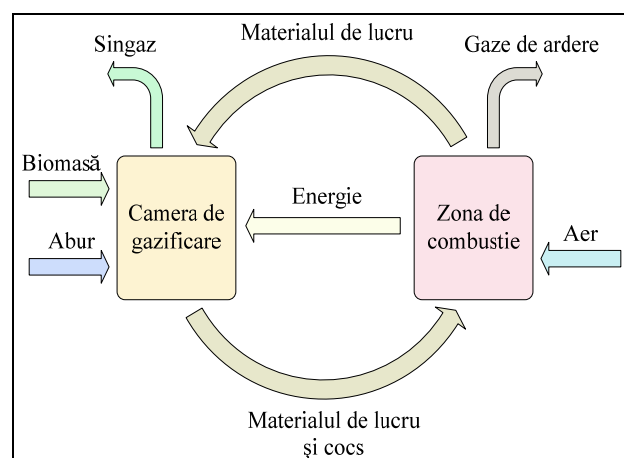 Materialul de lucru
Singaz
Gaze de ardere
Biomasă
Abur
Camera de
gazificare
Energie
Zona de
combustie
Aer
Materialul de lucru
și cocs